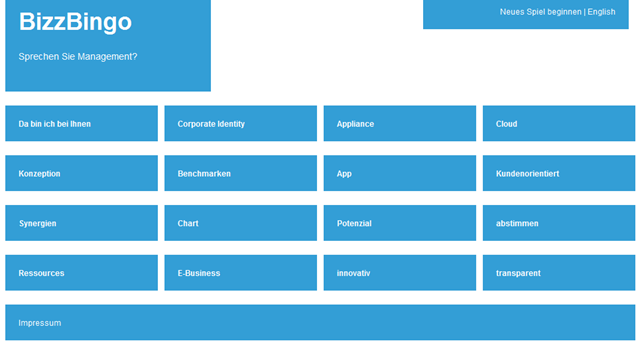 BizzBingo
Neues Spiel beginnen | English
Sprechen Sie Management?
Da bin ich bei Ihnen
Corporate Identity
Appliance
Cloud
Konzeption
Benchmarken
App
Kundenorientiert
Synergien
Chart
Potenzial
abstimmen
Ressources
E-Business
innovativ
transparent
Impressum